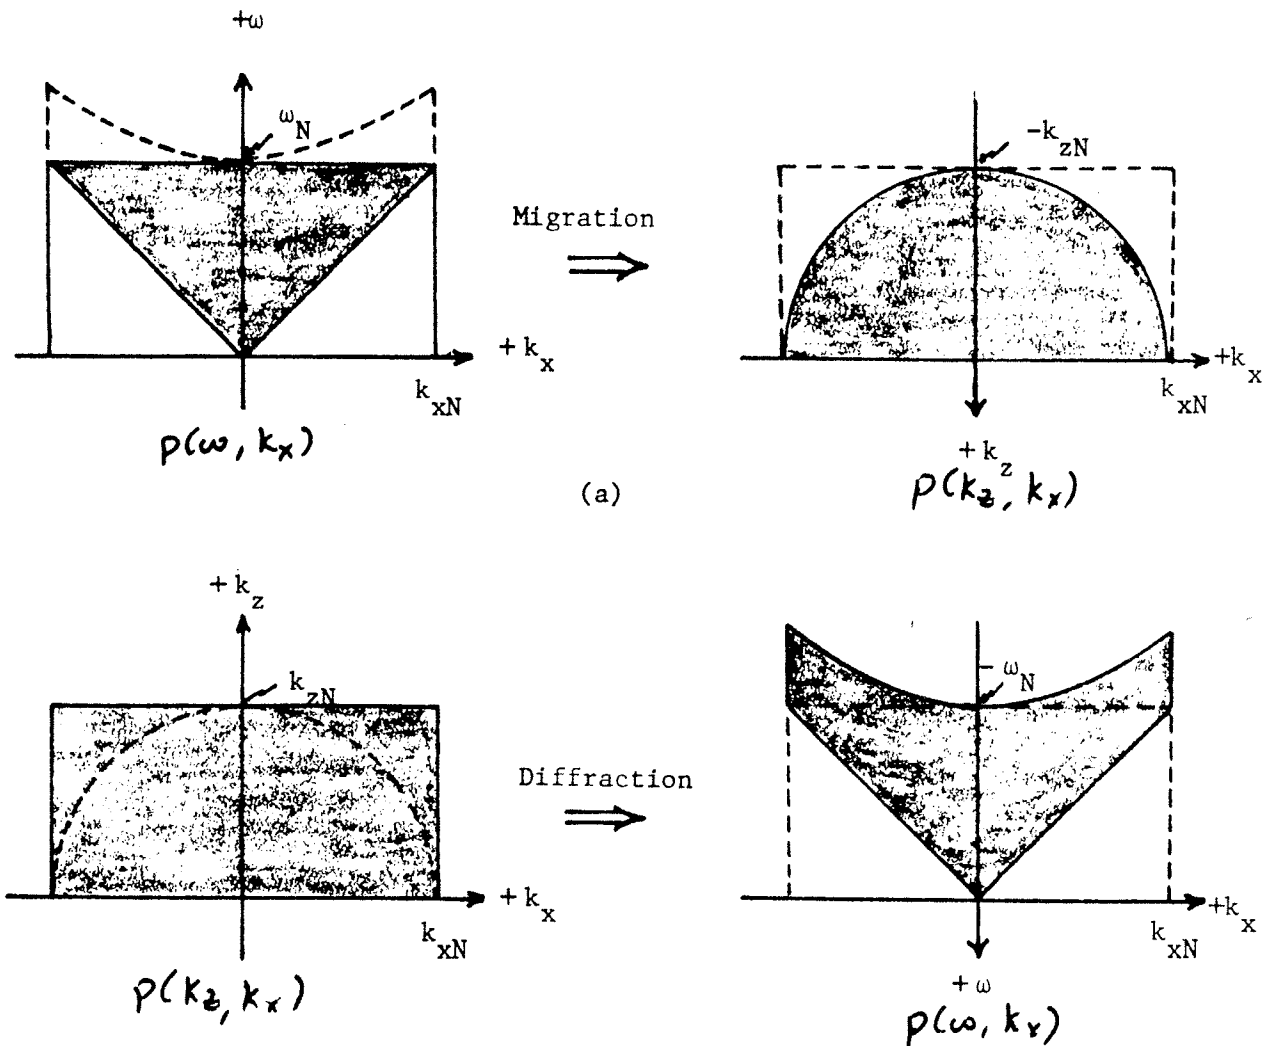 +ω
ω_N
+ k_x
k_xN
p(ω, k_x)
Migration
-k_zN
+k_x
k_xN
+ k_z
p(k_z, k_x)
(a)
+ k_z
k_zN
+ k_x
k_xN
p(k_z, k_x)
Diffraction
- ω_N
+k_x
k_xN
+ ω
p(ω, k_x)